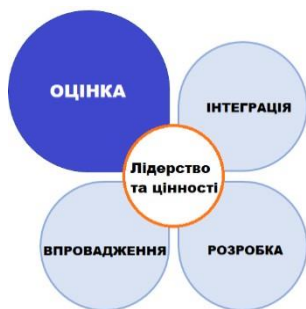 ОЦІНКА
ІНТЕГРАЦІЯ
Лідерство
та цінності
ВПРОВАДЖЕННЯ
РОЗРОБКА